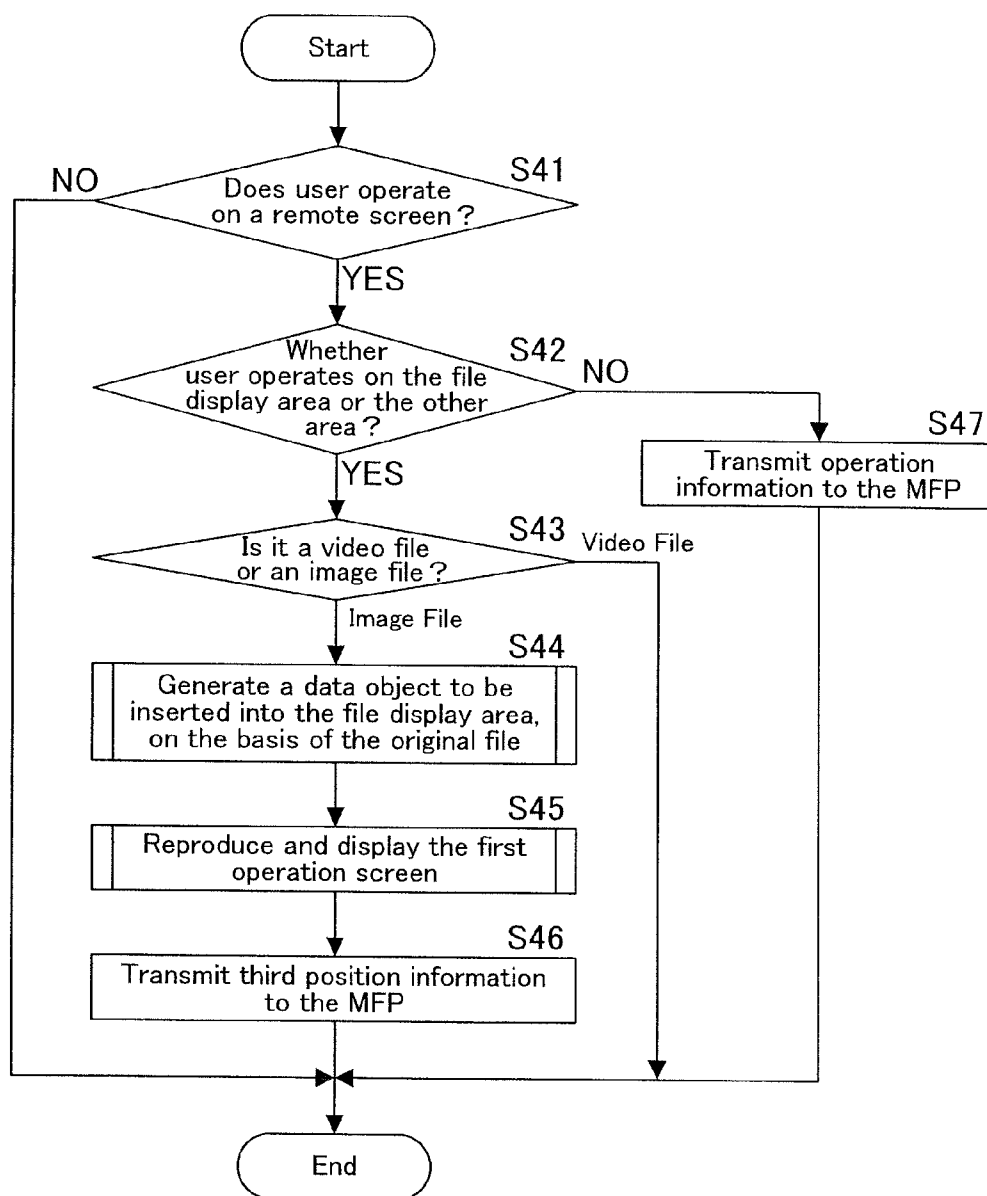 Start
S41
NO
Does user operate
on a remote screen?
YES
S42
Whether
user operates on the file
display area or the other
area?
NO
YES
S47
Transmit operation
information to the MFP
S43
Is it a video file
or an image file?
Video File
Image File
S44
Generate a data object to be
inserted into the file display area,
on the basis of the original file
S45
Reproduce and display the first
operation screen
S46
Transmit third position information
to the MFP
End